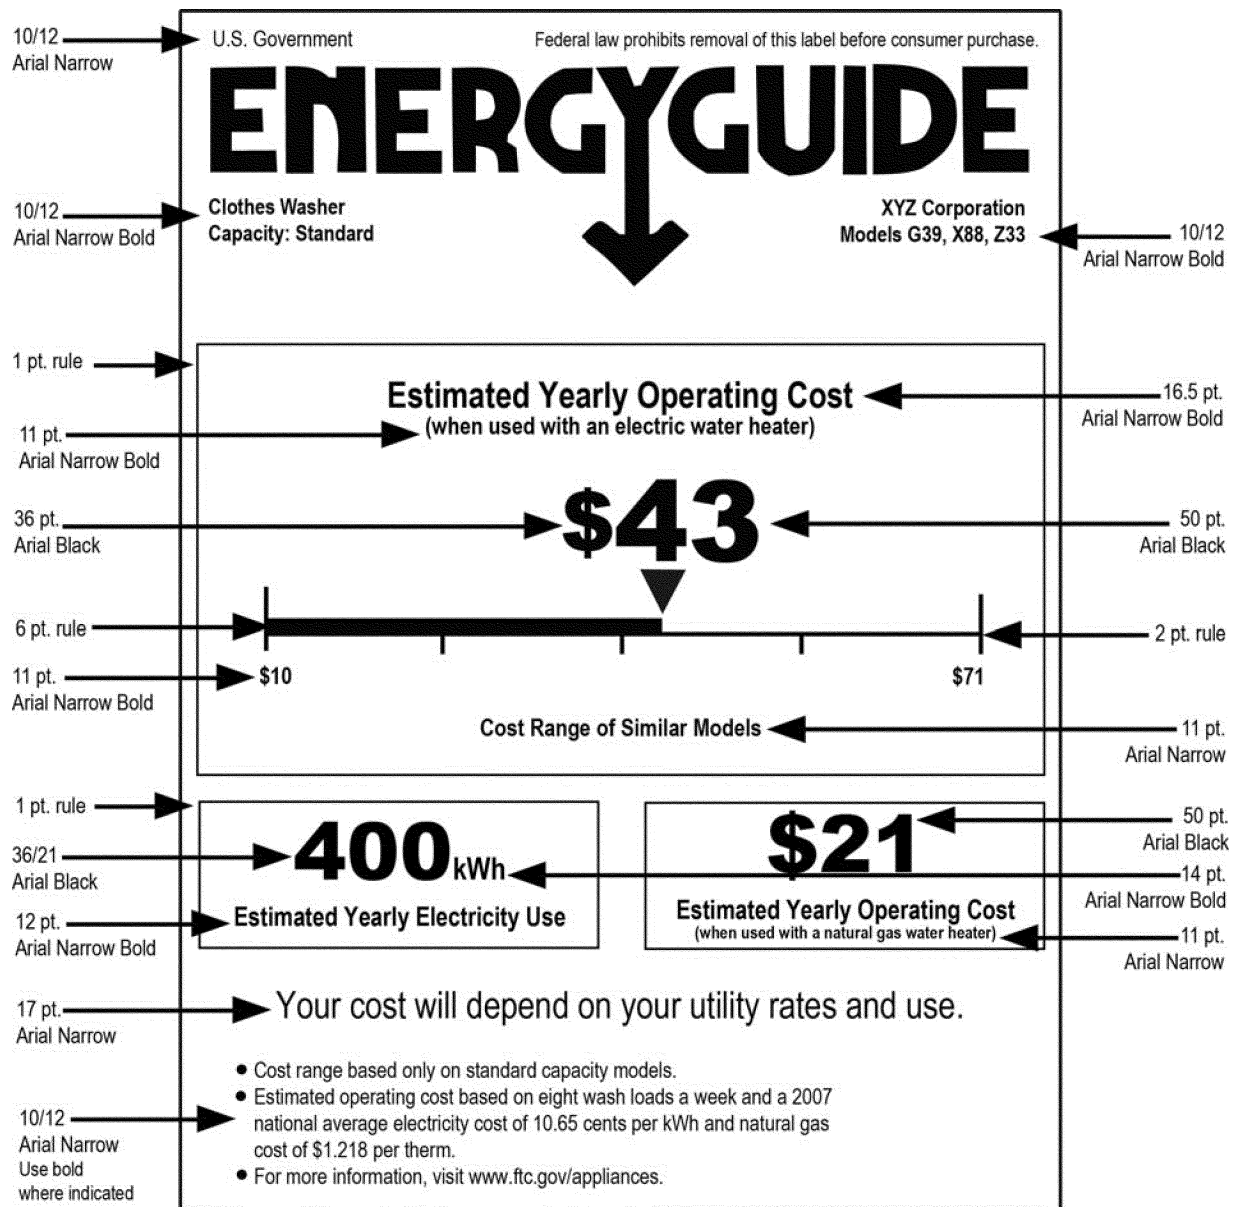 10/12
Arial Narrow
U.S. Government
Federal law prohibits removal of this label before consumer purchase.
ENERGYGUIDE
10/12
Arial Narrow Bold
Clothes Washer
Capacity: Standard
XYZ Corporation
Models G39, X88, Z33
10/12
Arial Narrow Bold
1 pt. rule
Estimated Yearly Operating Cost
(when used with an electric water heater)
16.5 pt.
Arial Narrow Bold
11 pt.
Arial Narrow Bold
36 pt.
Arial Black
$43
50 pt.
Arial Black
6 pt. rule
2 pt. rule
11 pt.
Arial Narrow Bold
$10
$71
Cost Range of Similar Models
11 pt.
Arial Narrow
1 pt. rule
36/21
Arial Black
400 kWh
12 pt.
Arial Narrow Bold
Estimated Yearly Electricity Use
$21
50 pt.
Arial Black
14 pt.
Arial Narrow Bold
Estimated Yearly Operating Cost
(when used with a natural gas water heater)
11 pt.
Arial Narrow
17 pt.
Arial Narrow
Your cost will depend on your utility rates and use.
10/12
Arial Narrow
Use bold
where indicated
● Cost range based only on standard capacity models.
● Estimated operating cost based on eight wash loads a week and a 2007
national average electricity cost of 10.65 cents per kWh and natural gas
cost of $1.218 per therm.
● For more information, visit www.ftc.gov/appliances.